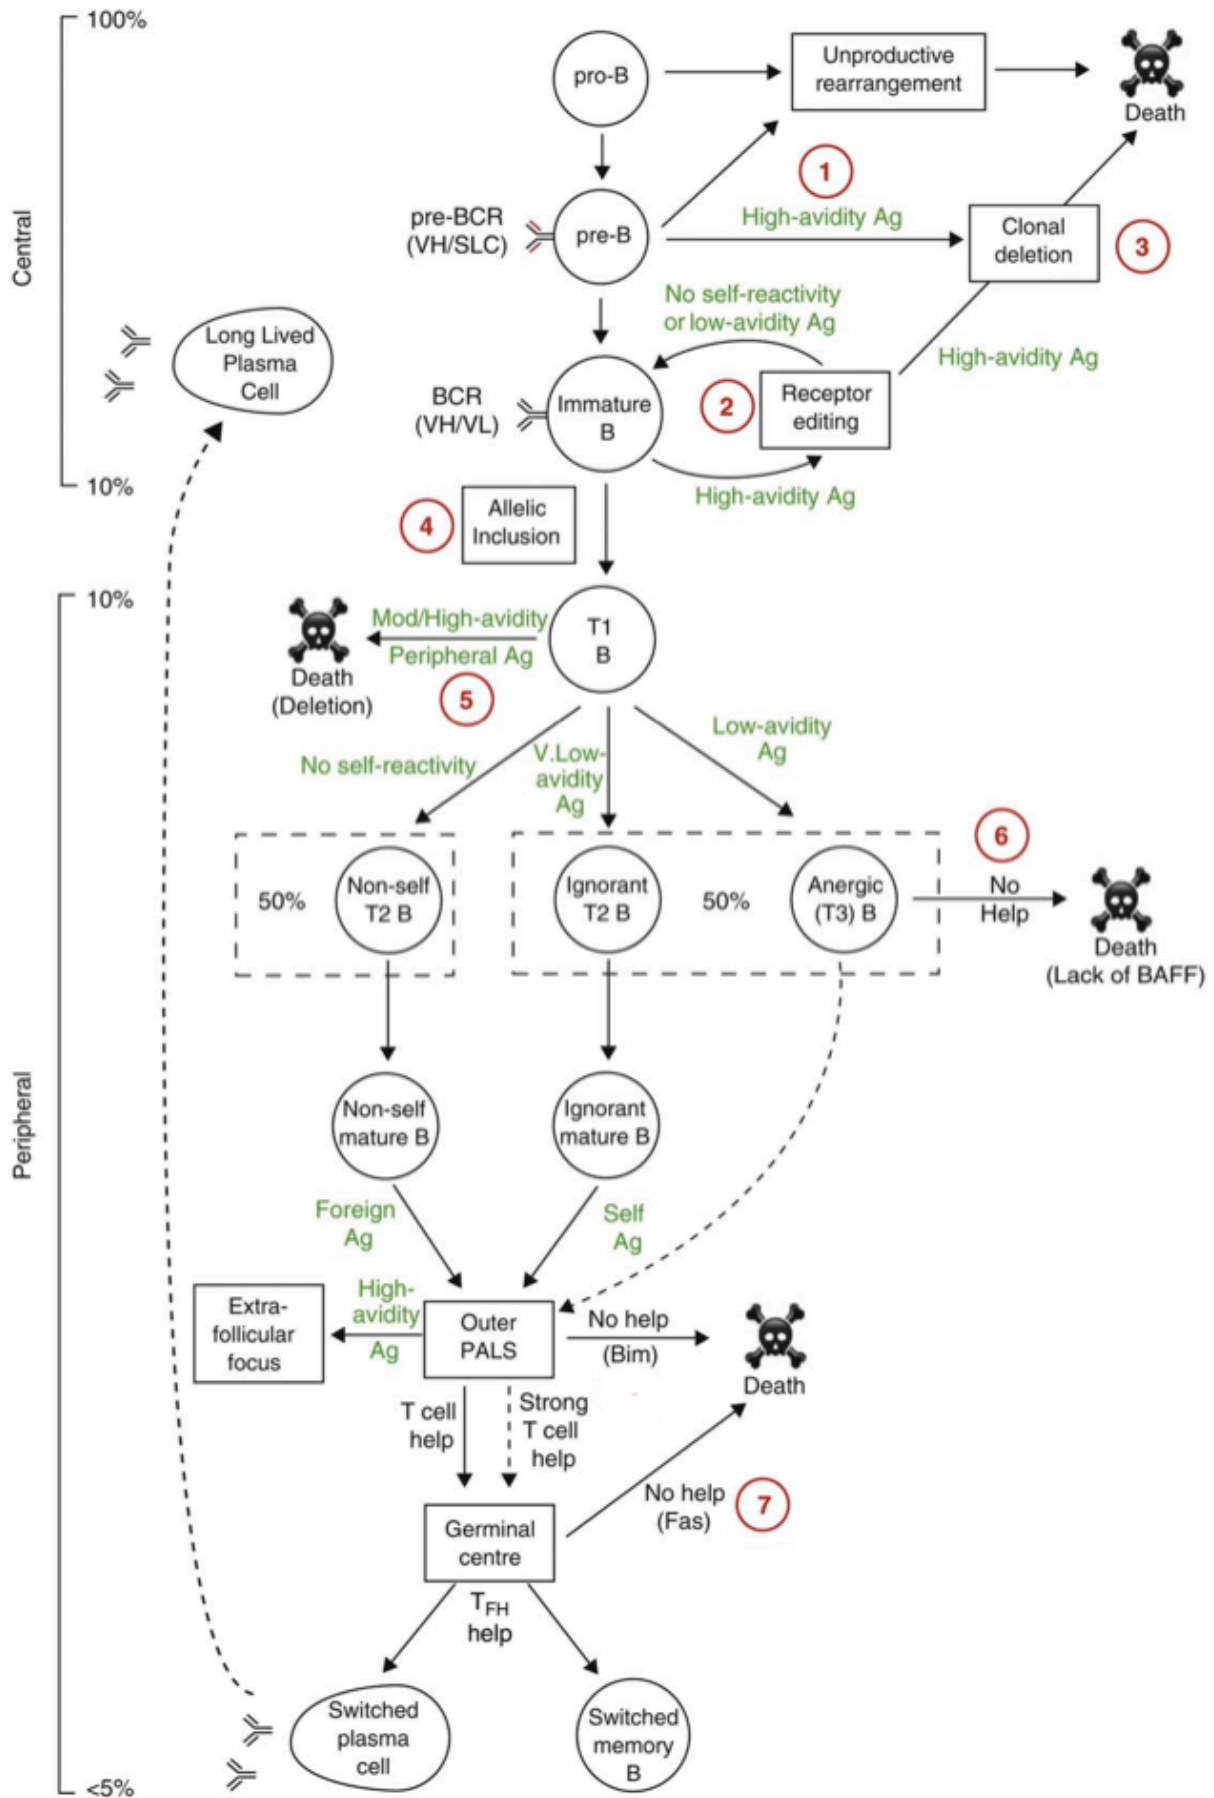 100%
pro-B
Unproductive
rearrangement
Death
1
pre-BCR
(VH/SLC)
pre-B
High-avidity Ag
Clonal
deletion
3
Central
No self-reactivity
or low-avidity Ag
High-avidity Ag
Long Lived
Plasma
Cell
BCR
(VH/VL)
Immature
B
2
Receptor
editing
High-avidity Ag
10%
4
Allelic
Inclusion
10%
T1
B
Mod/High-avidity
Peripheral Ag
Death
(Deletion)
5
No self-reactivity
V.Low-
avidity
Ag
Low-avidity
Ag
6
50%
Non-self
T2 B
Ignorant
T2 B
50%
Anergic
(T3) B
No
Help
Death
(Lack of BAFF)
Peripheral
Non-self
mature B
Ignorant
mature B
Foreign
Ag
Self
Ag
Extra-
follicular
focus
High-
avidity
Ag
Outer
PALS
No help
(Bim)
Death
T cell
help
Strong
T cell
help
No help
(Fas)
7
Germinal
centre
TFH
help
Switched
plasma
cell
Switched
memory
B
<5%